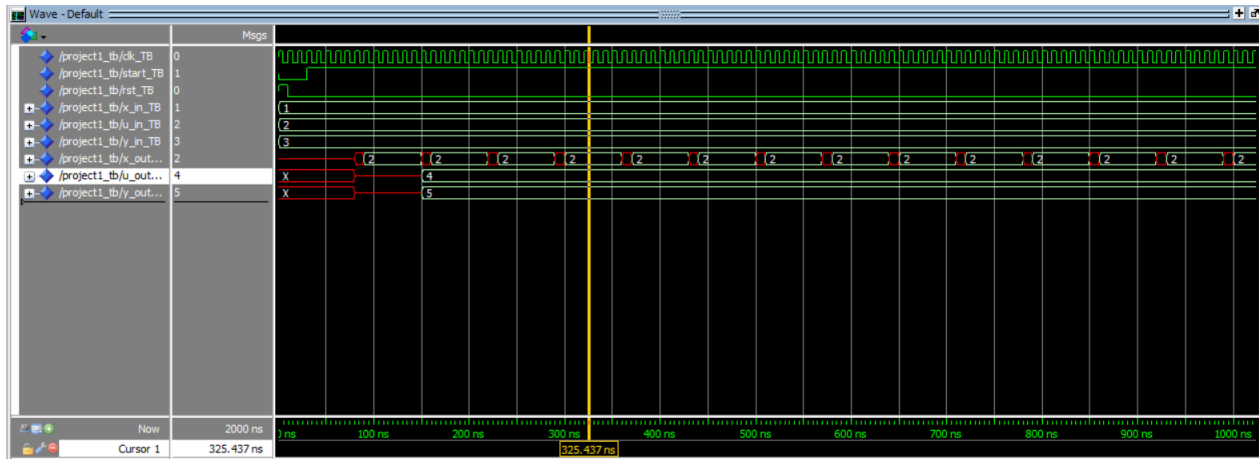 Wave - Default
Msgs
/project1_tb/clk_TB 0
/project1_tb/start_TB 1
/project1_tb/rst_TB 0
/project1_tb/x_in_TB 1 1
/project1_tb/u_in_TB 2 2
/project1_tb/y_in_TB 3 3
/project1_tb/x_out... 2 2 2 2 2 2 2 2 2 2 2 2 2 2 2
/project1_tb/u_out... 4 X 4
/project1_tb/y_out... 5 X 5
Now 2000 ns ns 100 ns 200 ns 300 ns 400 ns 500 ns 600 ns 700 ns 800 ns 900 ns 1000 ns
Cursor 1 325.437 ns 325.437 ns